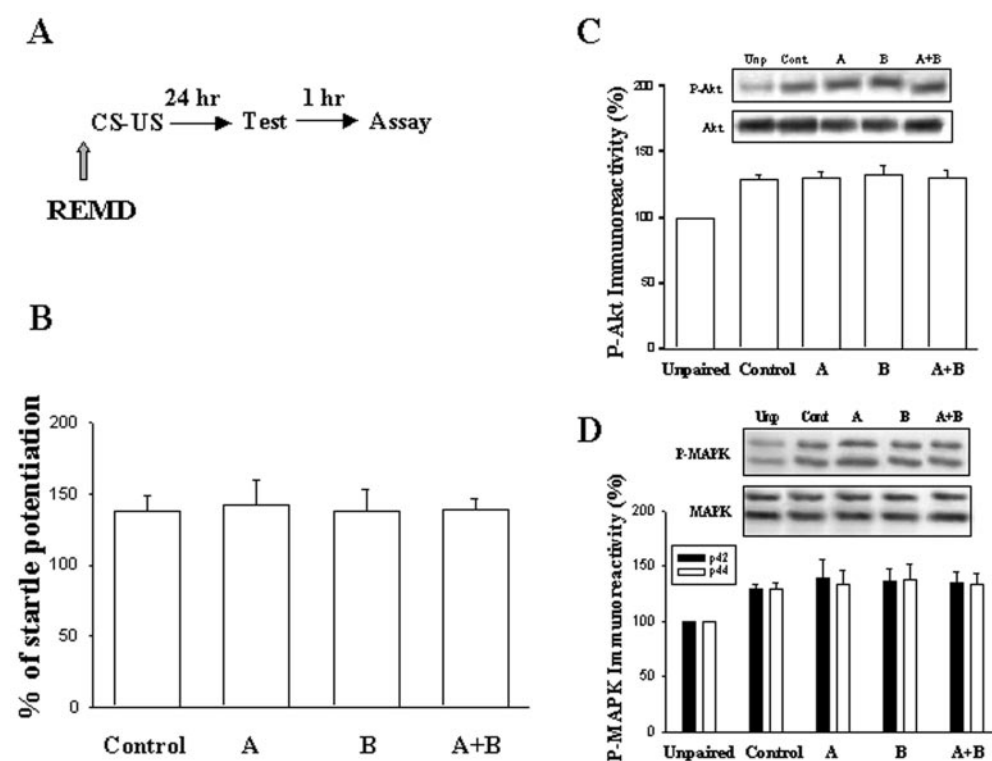 A
24 hr 1 hr
CS-US Test Assay
REMD
B
% of startle potentiation
200
150
100
50
0
Control A B A+B
C
Unp Cont. A B A+B
P-Akt
Akt
P-Akt Immunoreactivity (%)
200
150
100
50
0
Unpaired Control A B A+B
D
Unp Cont A B A+B
P-MAPK
MAPK
P-MAPK Immunoreactivity (%)
200
150
100
50
0
p42
p44
Unpaired Control A B A+B